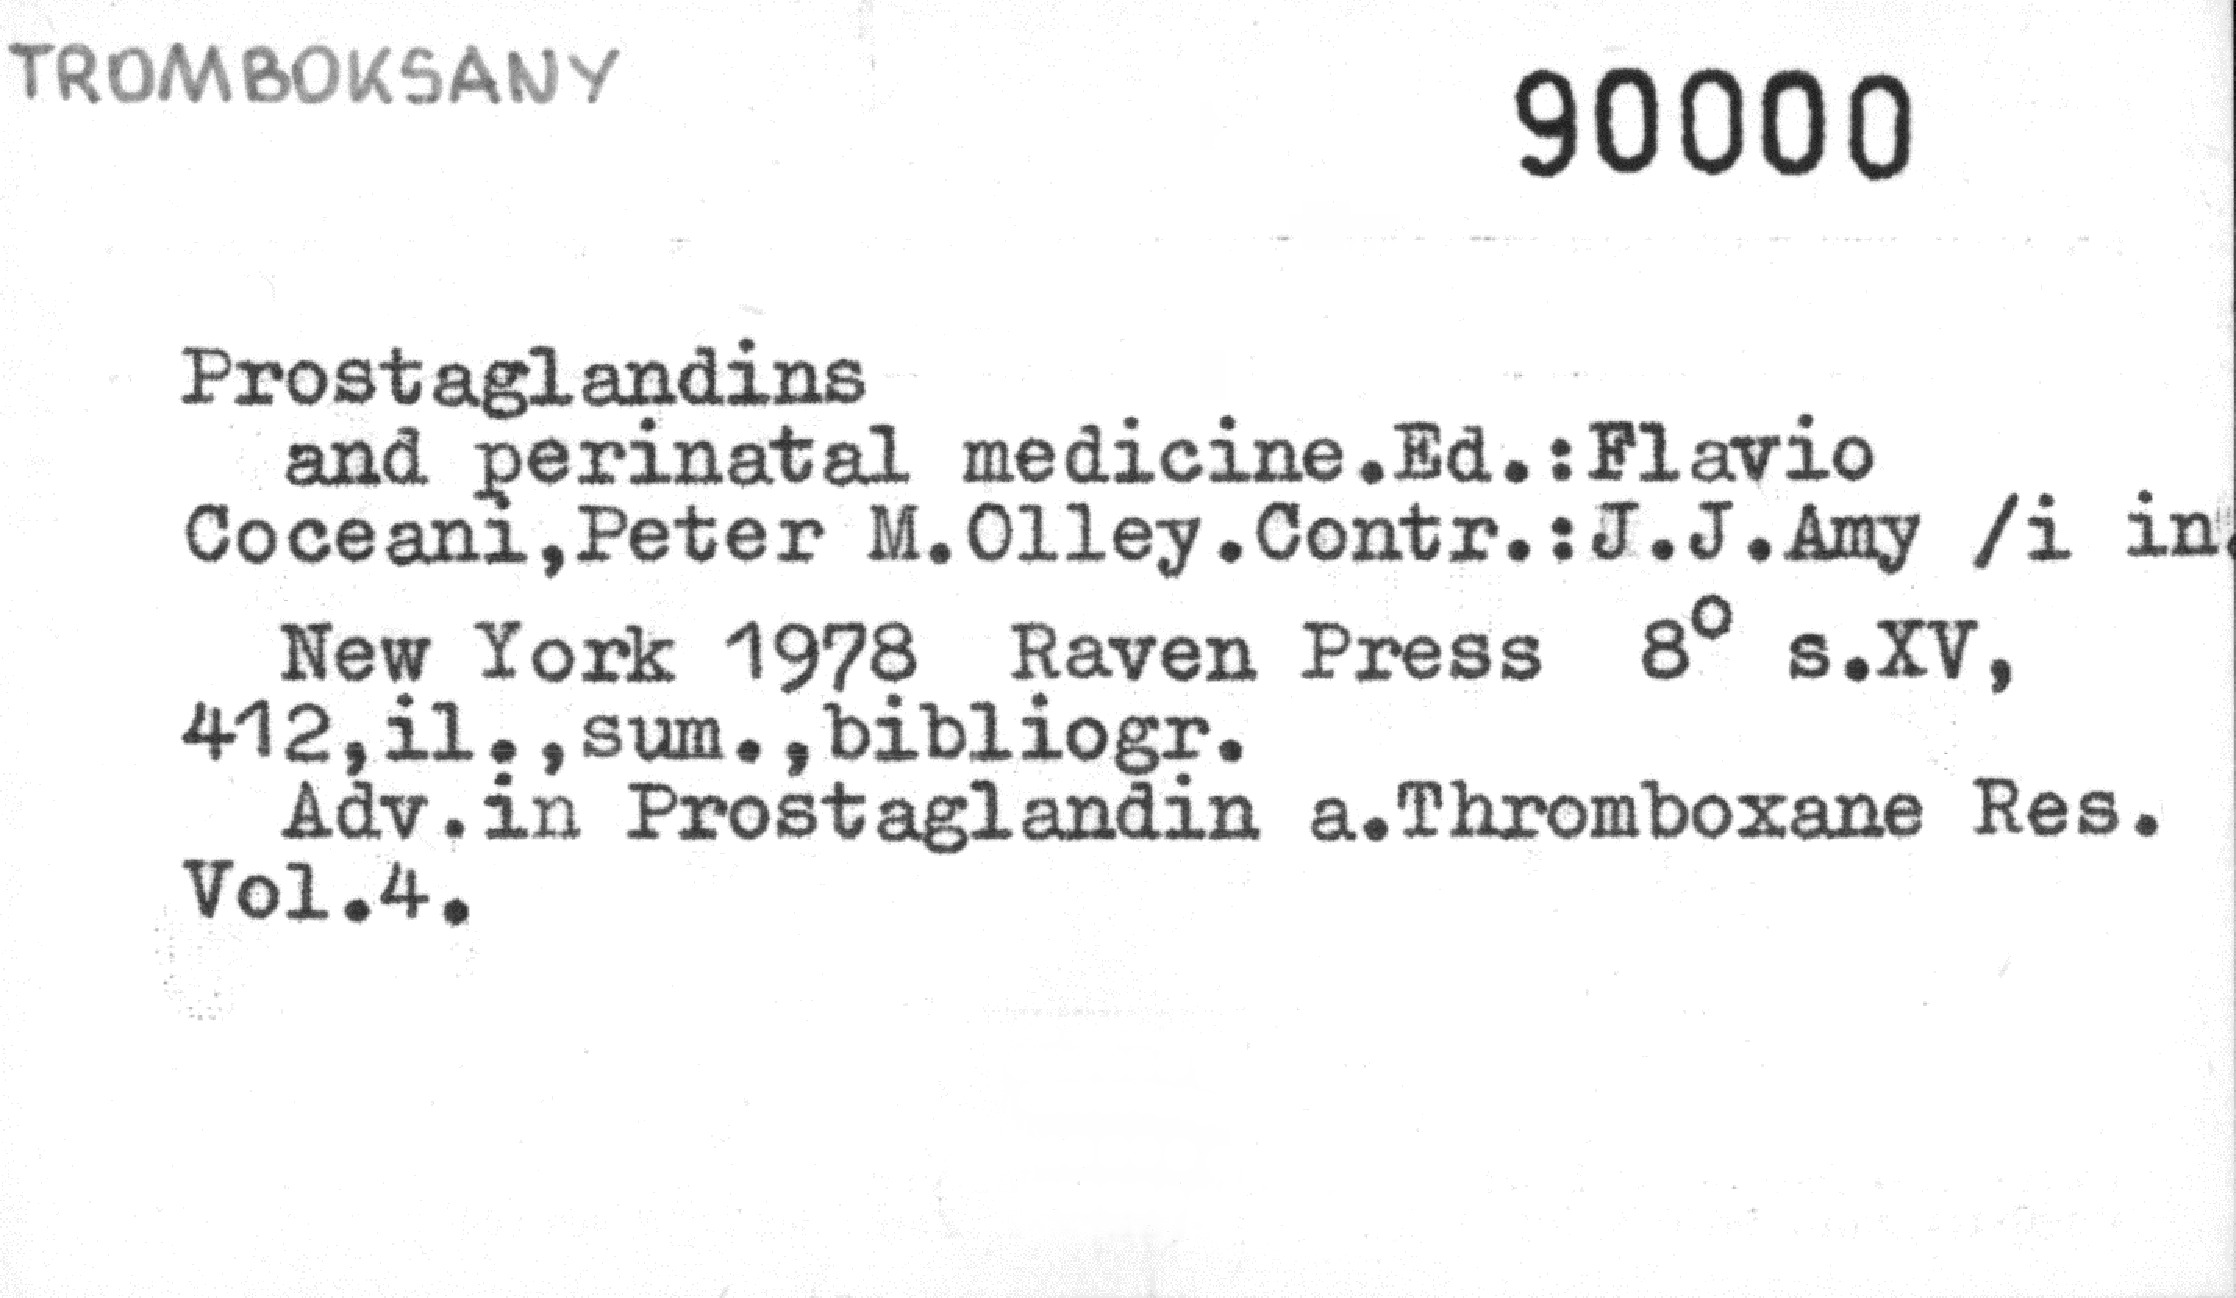 TROMBOKSANY
90000
Prostaglandins
and perinatal medicine.Ed.:Flavio
Coceani,Peter M.Olley.Contr.:J.J.Amy /i in.
New York 1978 Raven Press 8° s.XV,
412,il.,sum.,bibliogr.
Adv.in Prostaglandin a.Thromboxane Res.
Vol.4.